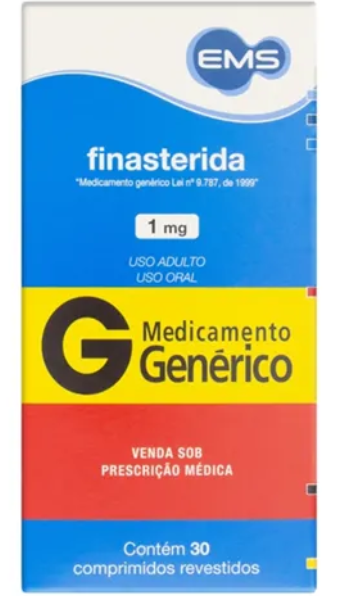 EMS
finasterida
"Medicamento genérico Lei nº 9.787, de 1999"
1 mg
USO ADULTO
USO ORAL
G Medicamento
Genérico
VENDA SOB
PRESCRIÇÃO MÉDICA
Contém 30
comprimidos revestidos